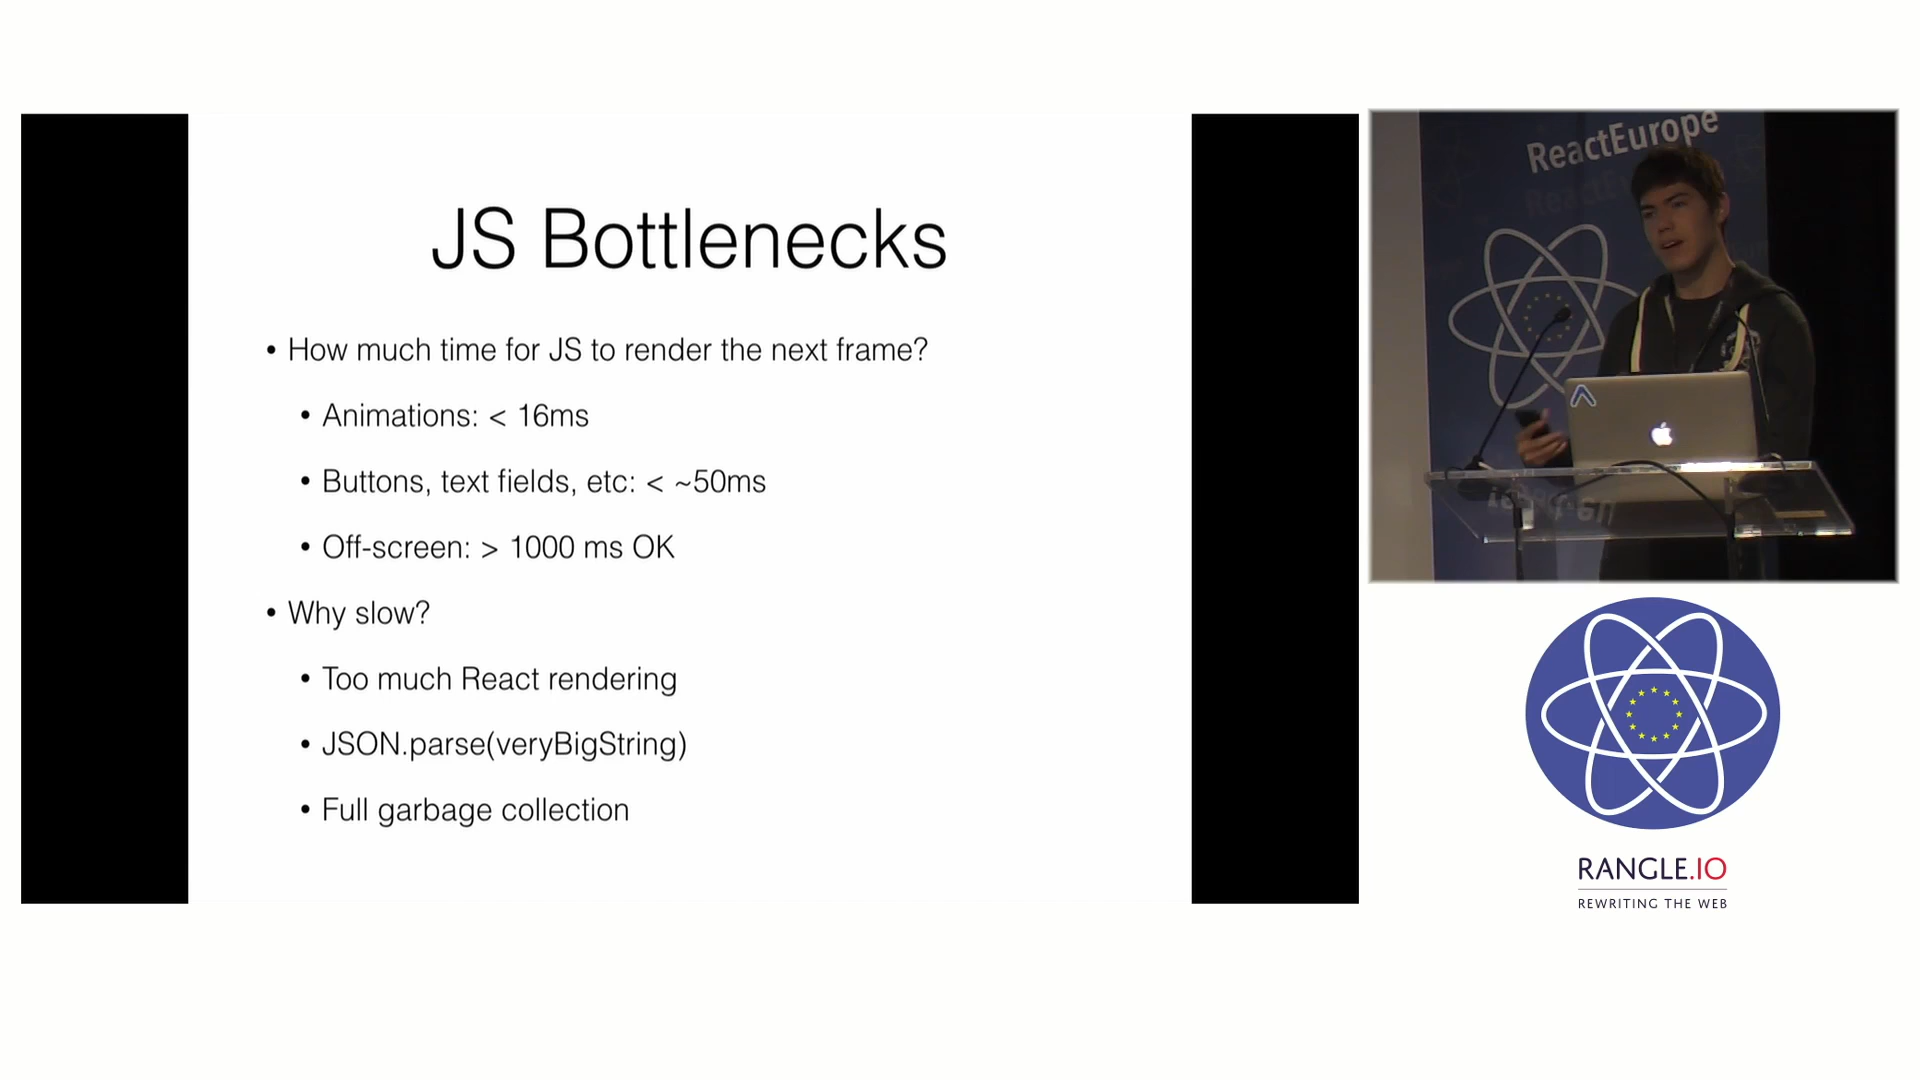 JS Bottlenecks
• How much time for JS to render the next frame?
• Animations: < 16ms
• Buttons, text fields, etc: < ~50ms
• Off-screen: > 1000 ms OK
• Why slow?
• Too much React rendering
• JSON.parse(veryBigString)
• Full garbage collection
ReactEurope
RANGLE.IO
REWRITING THE WEB